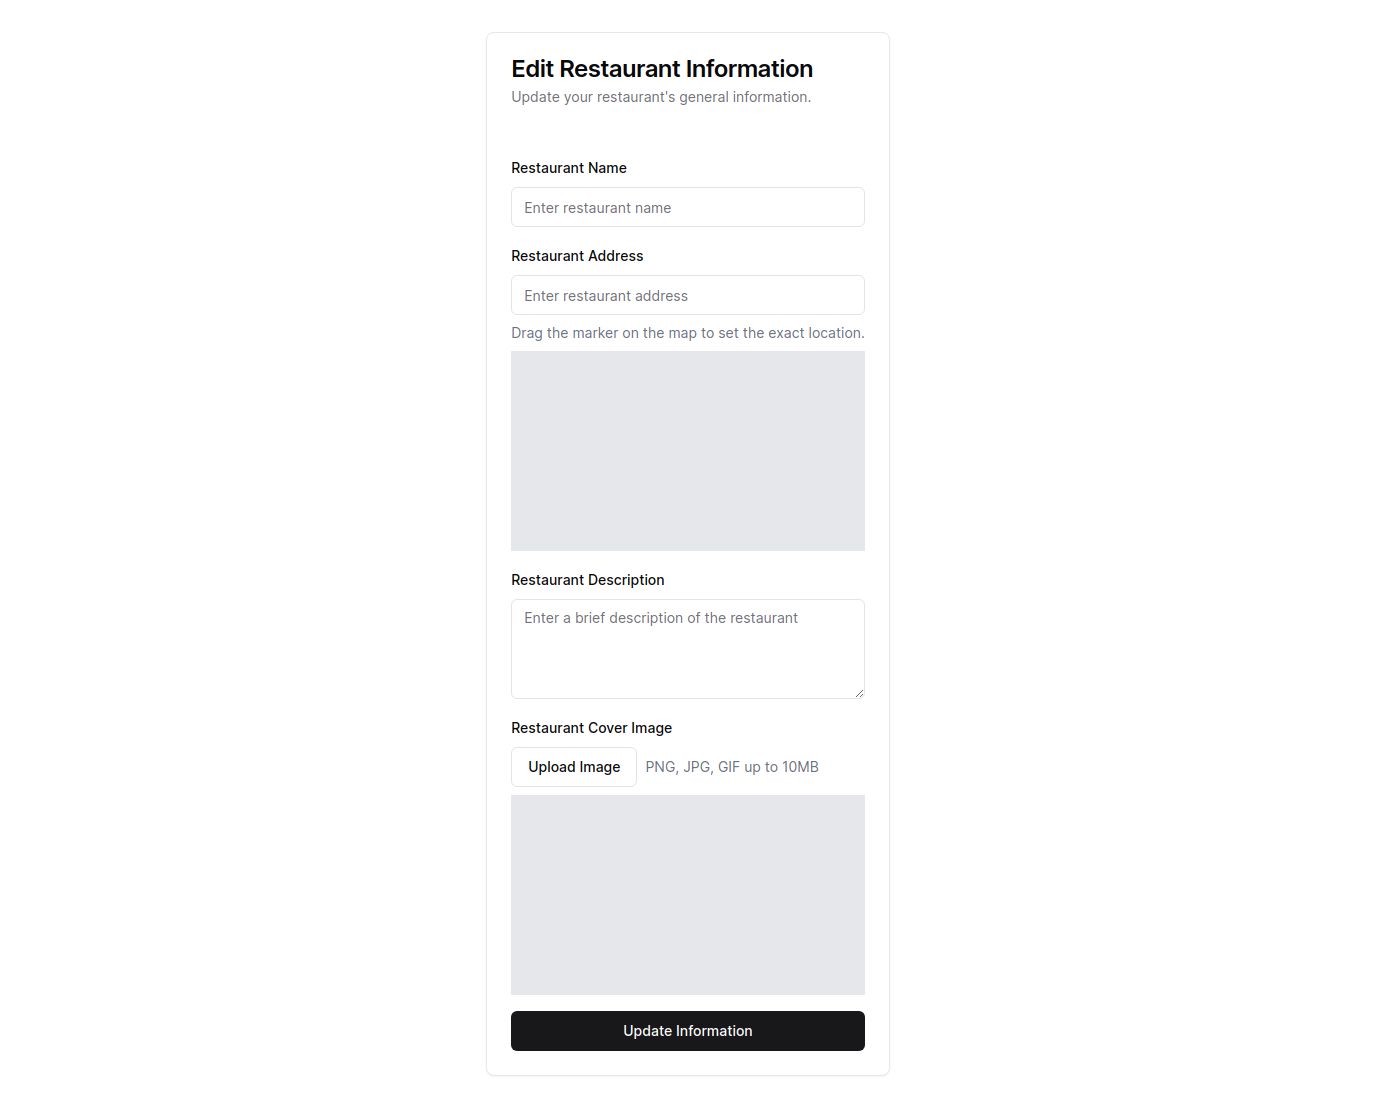 Edit Restaurant Information
Update your restaurant's general information.
Restaurant Name
Enter restaurant name
Restaurant Address
Enter restaurant address
Drag the marker on the map to set the exact location.
Restaurant Description
Enter a brief description of the restaurant
Restaurant Cover Image
Upload Image PNG, JPG, GIF up to 10MB
Update Information